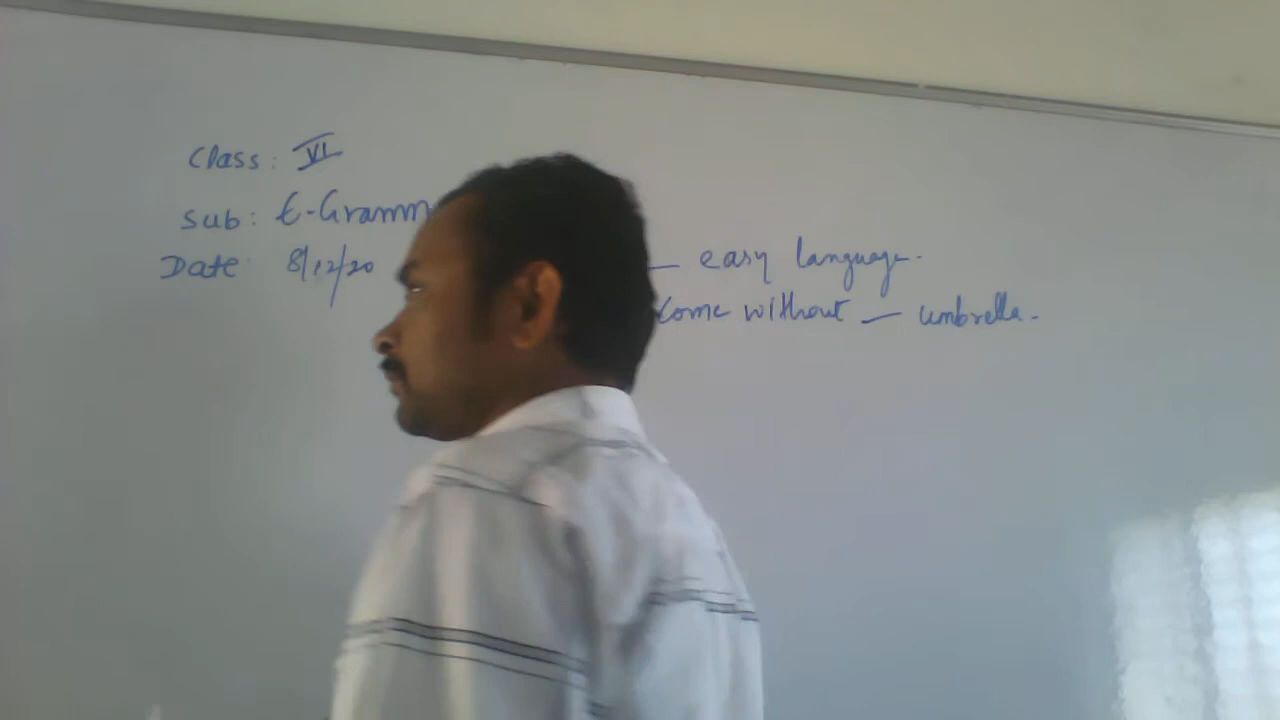 Class: VI
Sub: E-Gramm
Date: 8/12/20
— easy language.
come without — umbrella.